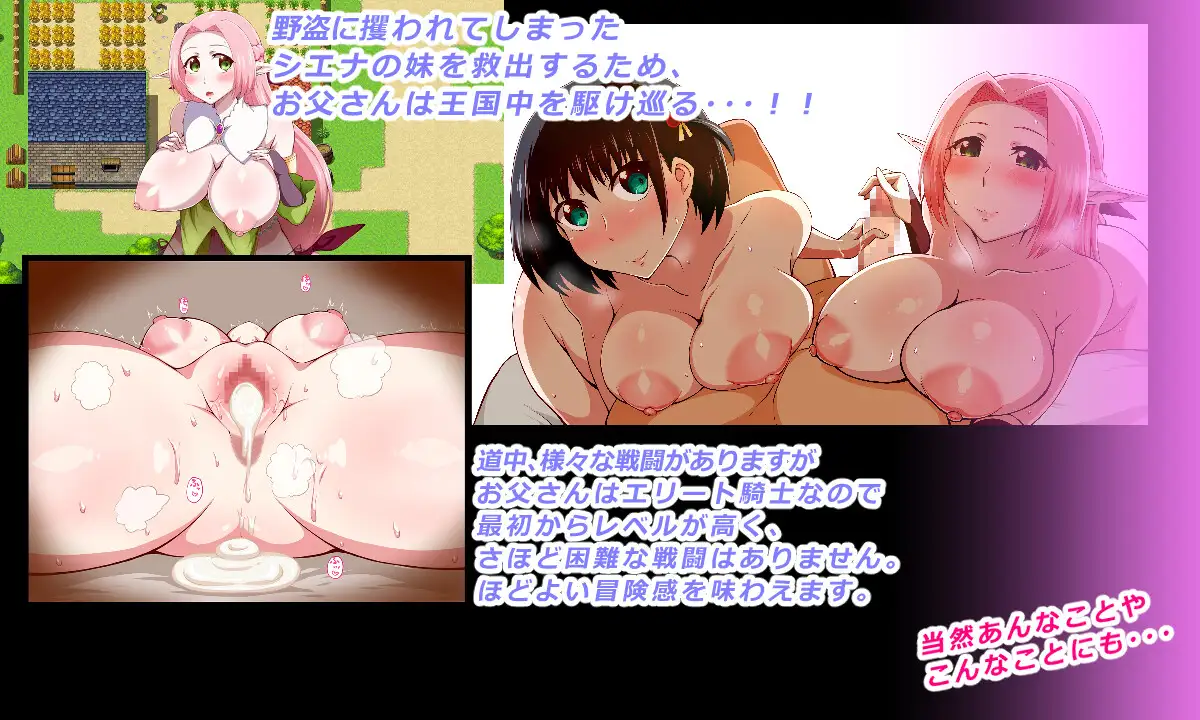 野盗に攫われてしまった
シエナの妹を救出するため、
お父さんは王国中を駆け巡る･･･！！
道中、様々な戦闘がありますが
お父さんはエリート騎士なので
最初からレベルが高く、
さほど困難な戦闘はありません。
ほどよい冒険感を味わえます。
当然あんなことや
こんなことにも･･･